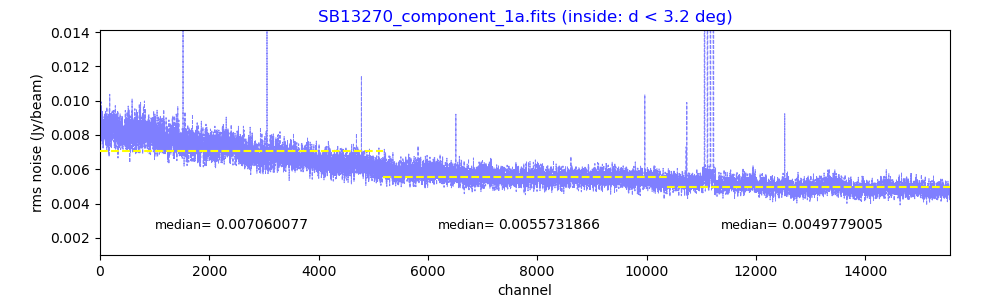 SB13270_component_1a.fits (inside: d < 3.2 deg)
rms noise (Jy/beam)
0.014
0.012
0.010
0.008
0.006
0.004
0.002
median= 0.007060077
median= 0.0055731866
median= 0.0049779005
0 2000 4000 6000 8000 10000 12000 14000
channel